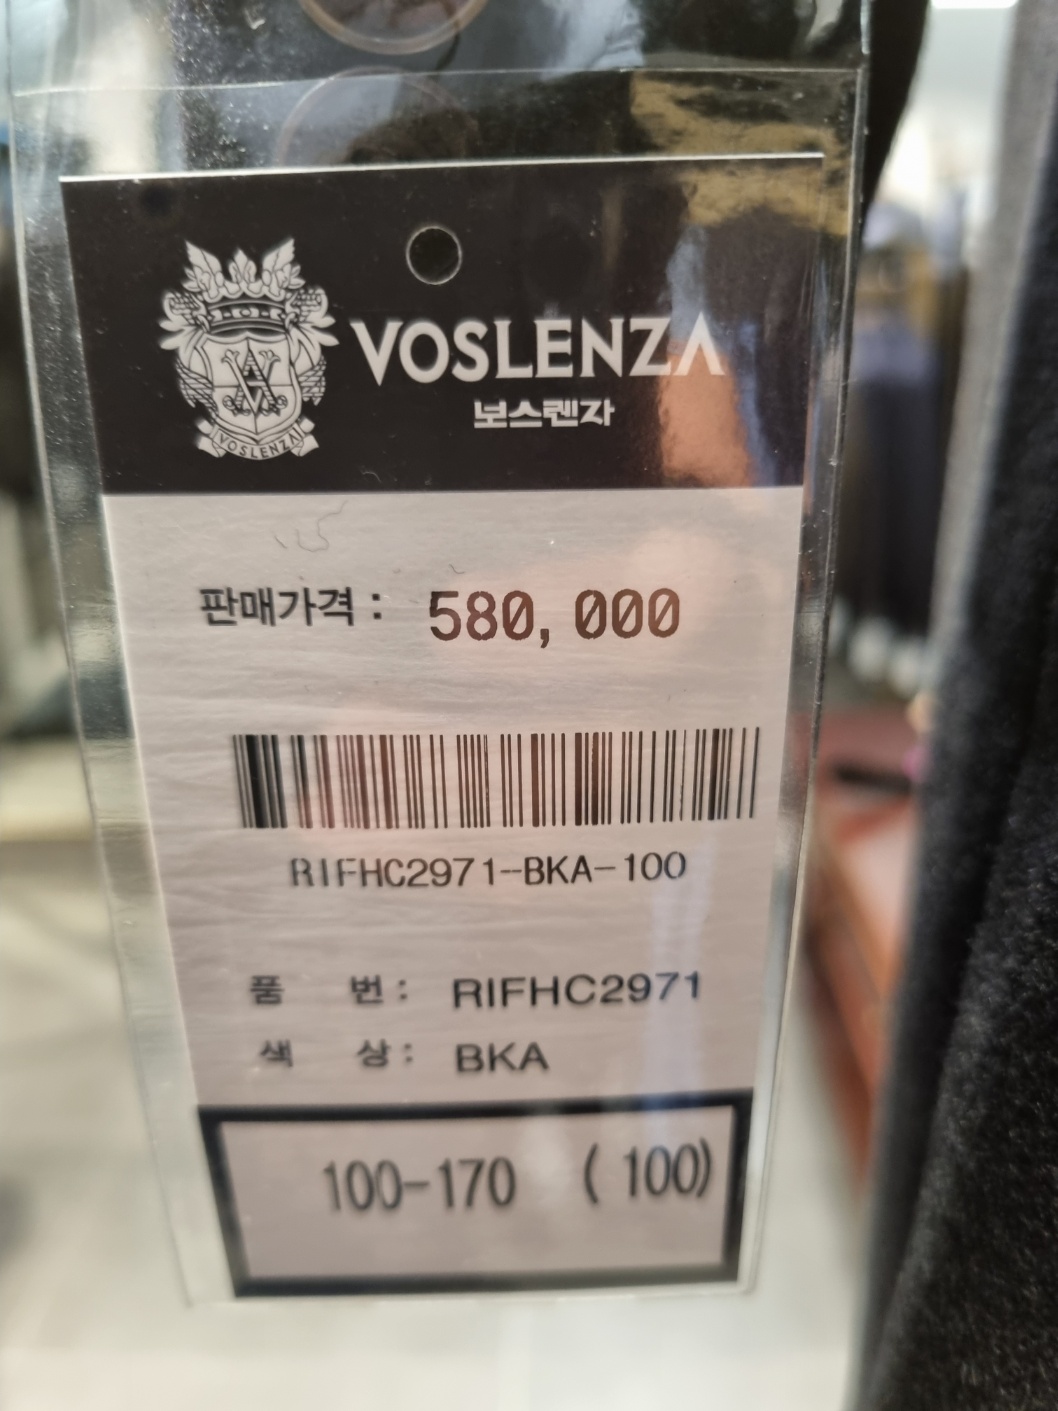 VOSLENZA
보스렌자
VOSLENZA
판매가격 : 580,000
RIFHC2971-BKA-100
품 번 : RIFHC2971
색 상 : BKA
100-170 (100)